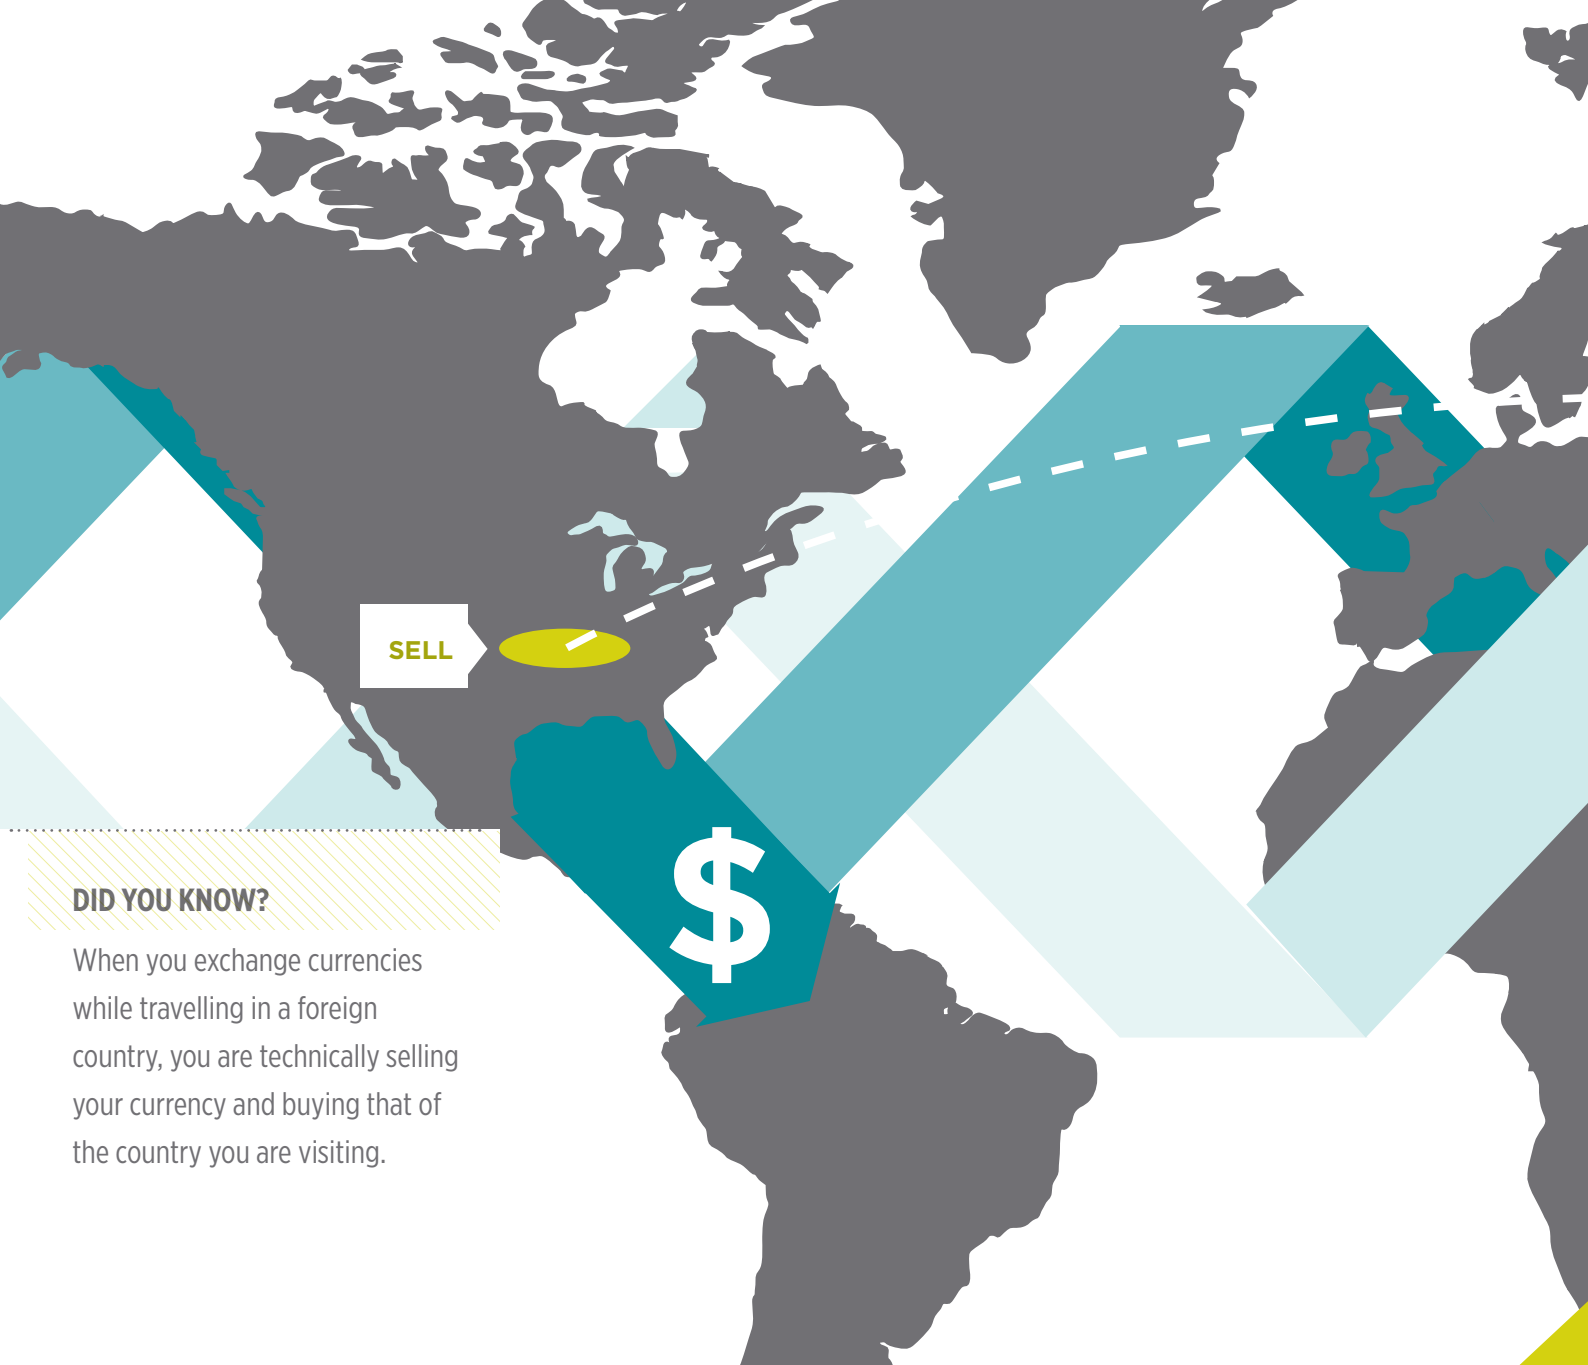 SELL
$
DID YOU KNOW?
When you exchange currencies
while travelling in a foreign
country, you are technically selling
your currency and buying that of
the country you are visiting.